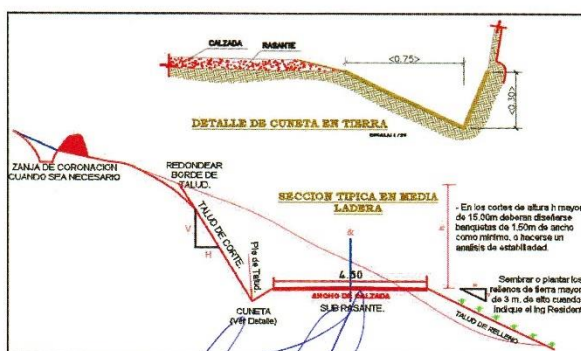 CALZADA
RASANTE
<0.75>
<0.30>
DETALLE DE CUNETA EN TIERRA
ZANJA DE CORONACION
CUANDO SEA NECESARIO
REDONDEAR
BORDE DE
TALUD.
SECCION TIPICA EN MEDIA
LADERA
- En los cortes de altura h mayor
de 15.00m deberan diseñarse
banquetas de 1.50m de ancho
como mínimo, o hacerse un
analisis de estabilidad.
TALUD DE CORTE.
V
H
Pie de Talud.
4.50
ANCHO DE CALZADA
SUB RASANTE.
CUNETA
(Ver Detalle)
Sembrar o plantar los
rellenos de tierra mayor
de 3 m. de alto cuando
Indique el Ing Resident
TALUD DE RELLENO